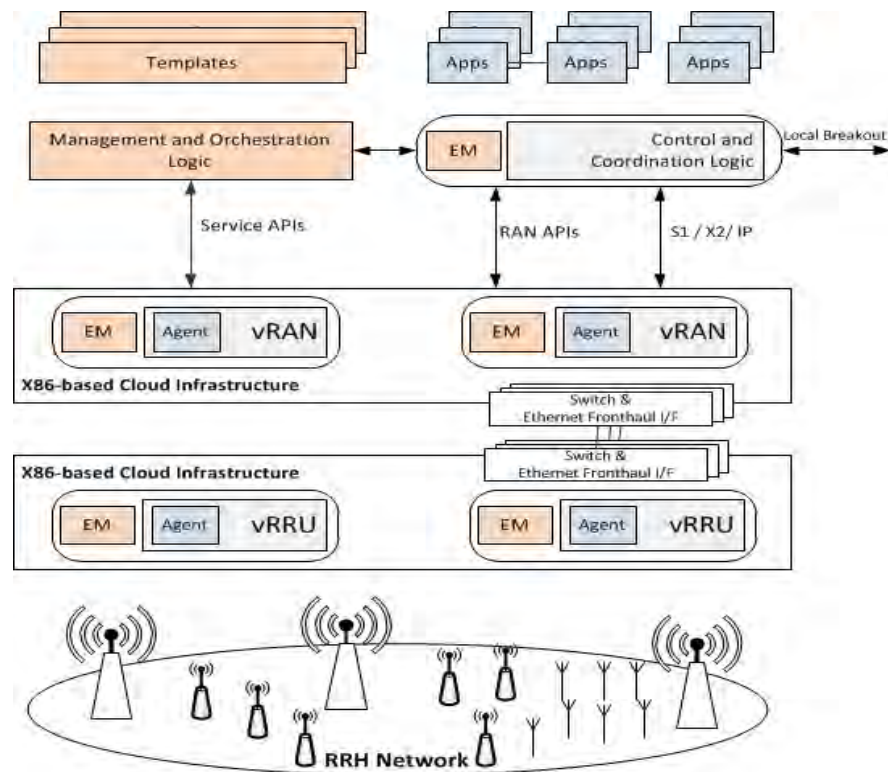 Templates
Apps
Apps
Apps
Management and Orchestration
Logic
EM
Control and
Coordination Logic
Local Breakout
Service APIs
RAN APIs
S1 / X2/ IP
EM
Agent
vRAN
EM
Agent
vRAN
X86-based Cloud Infrastructure
Switch &
Ethernet Fronthaul I/F
Switch &
Ethernet Fronthaul I/F
X86-based Cloud Infrastructure
EM
Agent
vRRU
EM
Agent
vRRU
RRH Network